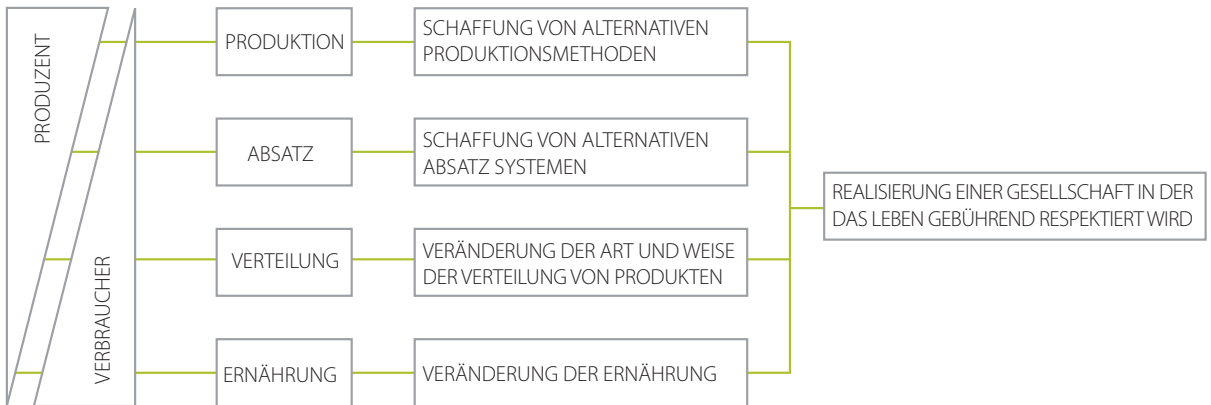 PRODUZENT
VERBRAUCHER
PRODUKTION
SCHAFFUNG VON ALTERNATIVEN
PRODUKTIONSMETHODEN
ABSATZ
SCHAFFUNG VON ALTERNATIVEN
ABSATZ SYSTEMEN
VERTEILUNG
VERÄNDERUNG DER ART UND WEISE
DER VERTEILUNG VON PRODUKTEN
ERNÄHRUNG
VERÄNDERUNG DER ERNÄHRUNG
REALISIERUNG EINER GESELLSCHAFT IN DER
DAS LEBEN GEBÜHREND RESPEKTIERT WIRD